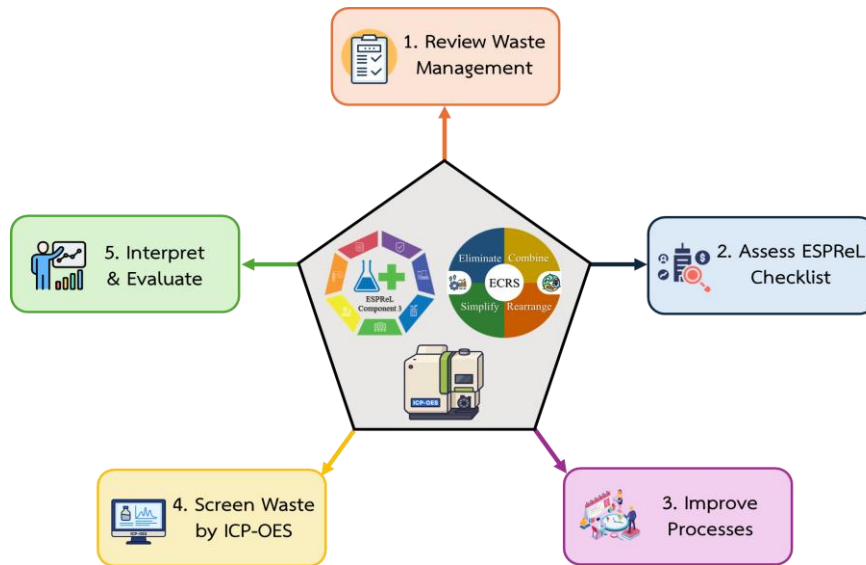 1. Review Waste
Management
5. Interpret
& Evaluate
2. Assess ESPReL
Checklist
ESPReL
Component 3
Eliminate
Combine
ECRS
Simplify
Rearrange
ICP-OES
4. Screen Waste
by ICP-OES
ICP-OES
3. Improve
Processes